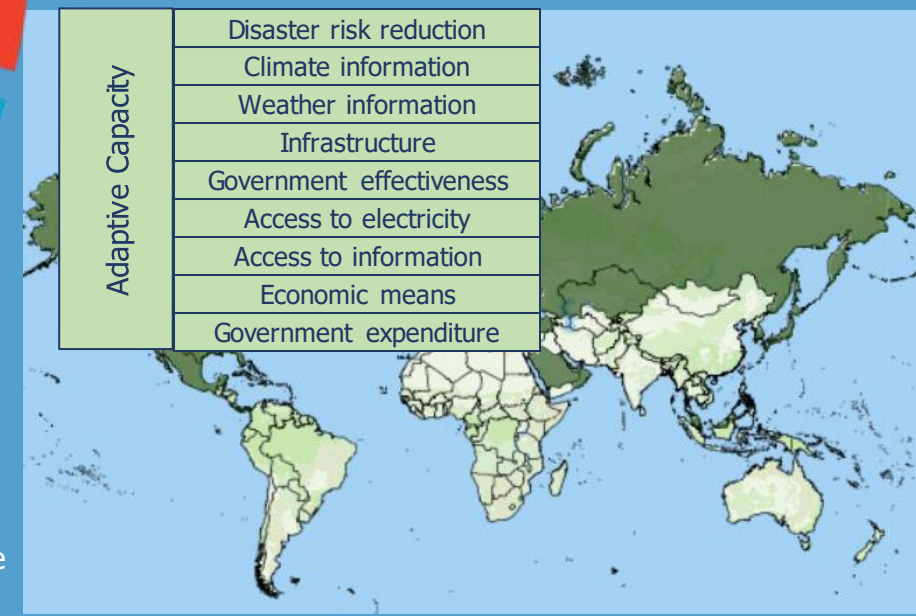 Adaptive Capacity
Disaster risk reduction
Climate information
Weather information
Infrastructure
Government effectiveness
Access to electricity
Access to information
Economic means
Government expenditure
e